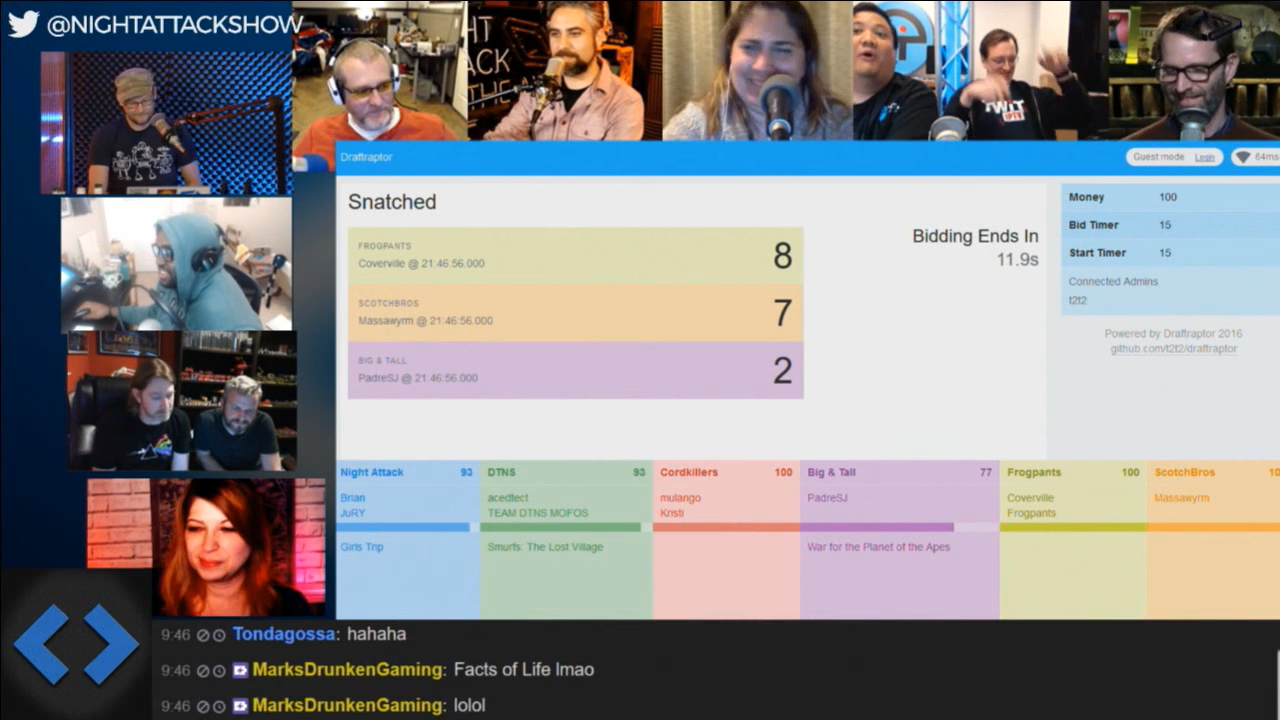 @NIGHTATTACKSHOW
Draftraptor
Guest mode Login
64ms
Snatched
FROGPANTS
Coverville @ 21:46:56.000
8
SCOTCHBROS
Massawyrm @ 21:46:56.000
7
BIG & TALL
PadreSJ @ 21:46:56.000
2
Bidding Ends In
11.9s
Money 100
Bid Timer 15
Start Timer 15
Connected Admins
t2t2
Powered by Draftraptor 2016
github.com/t2t2/draftraptor
Night Attack 93
Brian
JuRY
Girls Trip
DTNS 93
acedtect
TEAM DTNS MOFOS
Smurfs: The Lost Village
Cordkillers 100
mulango
Kristi
Big & Tall 77
PadreSJ
War for the Planet of the Apes
Frogpants 100
Coverville
Frogpants
ScotchBros 10
Massawyrm
9:46 Tondagossa: hahaha
9:46 MarksDrunkenGaming: Facts of Life lmao
9:46 MarksDrunkenGaming: lolol
TWiT